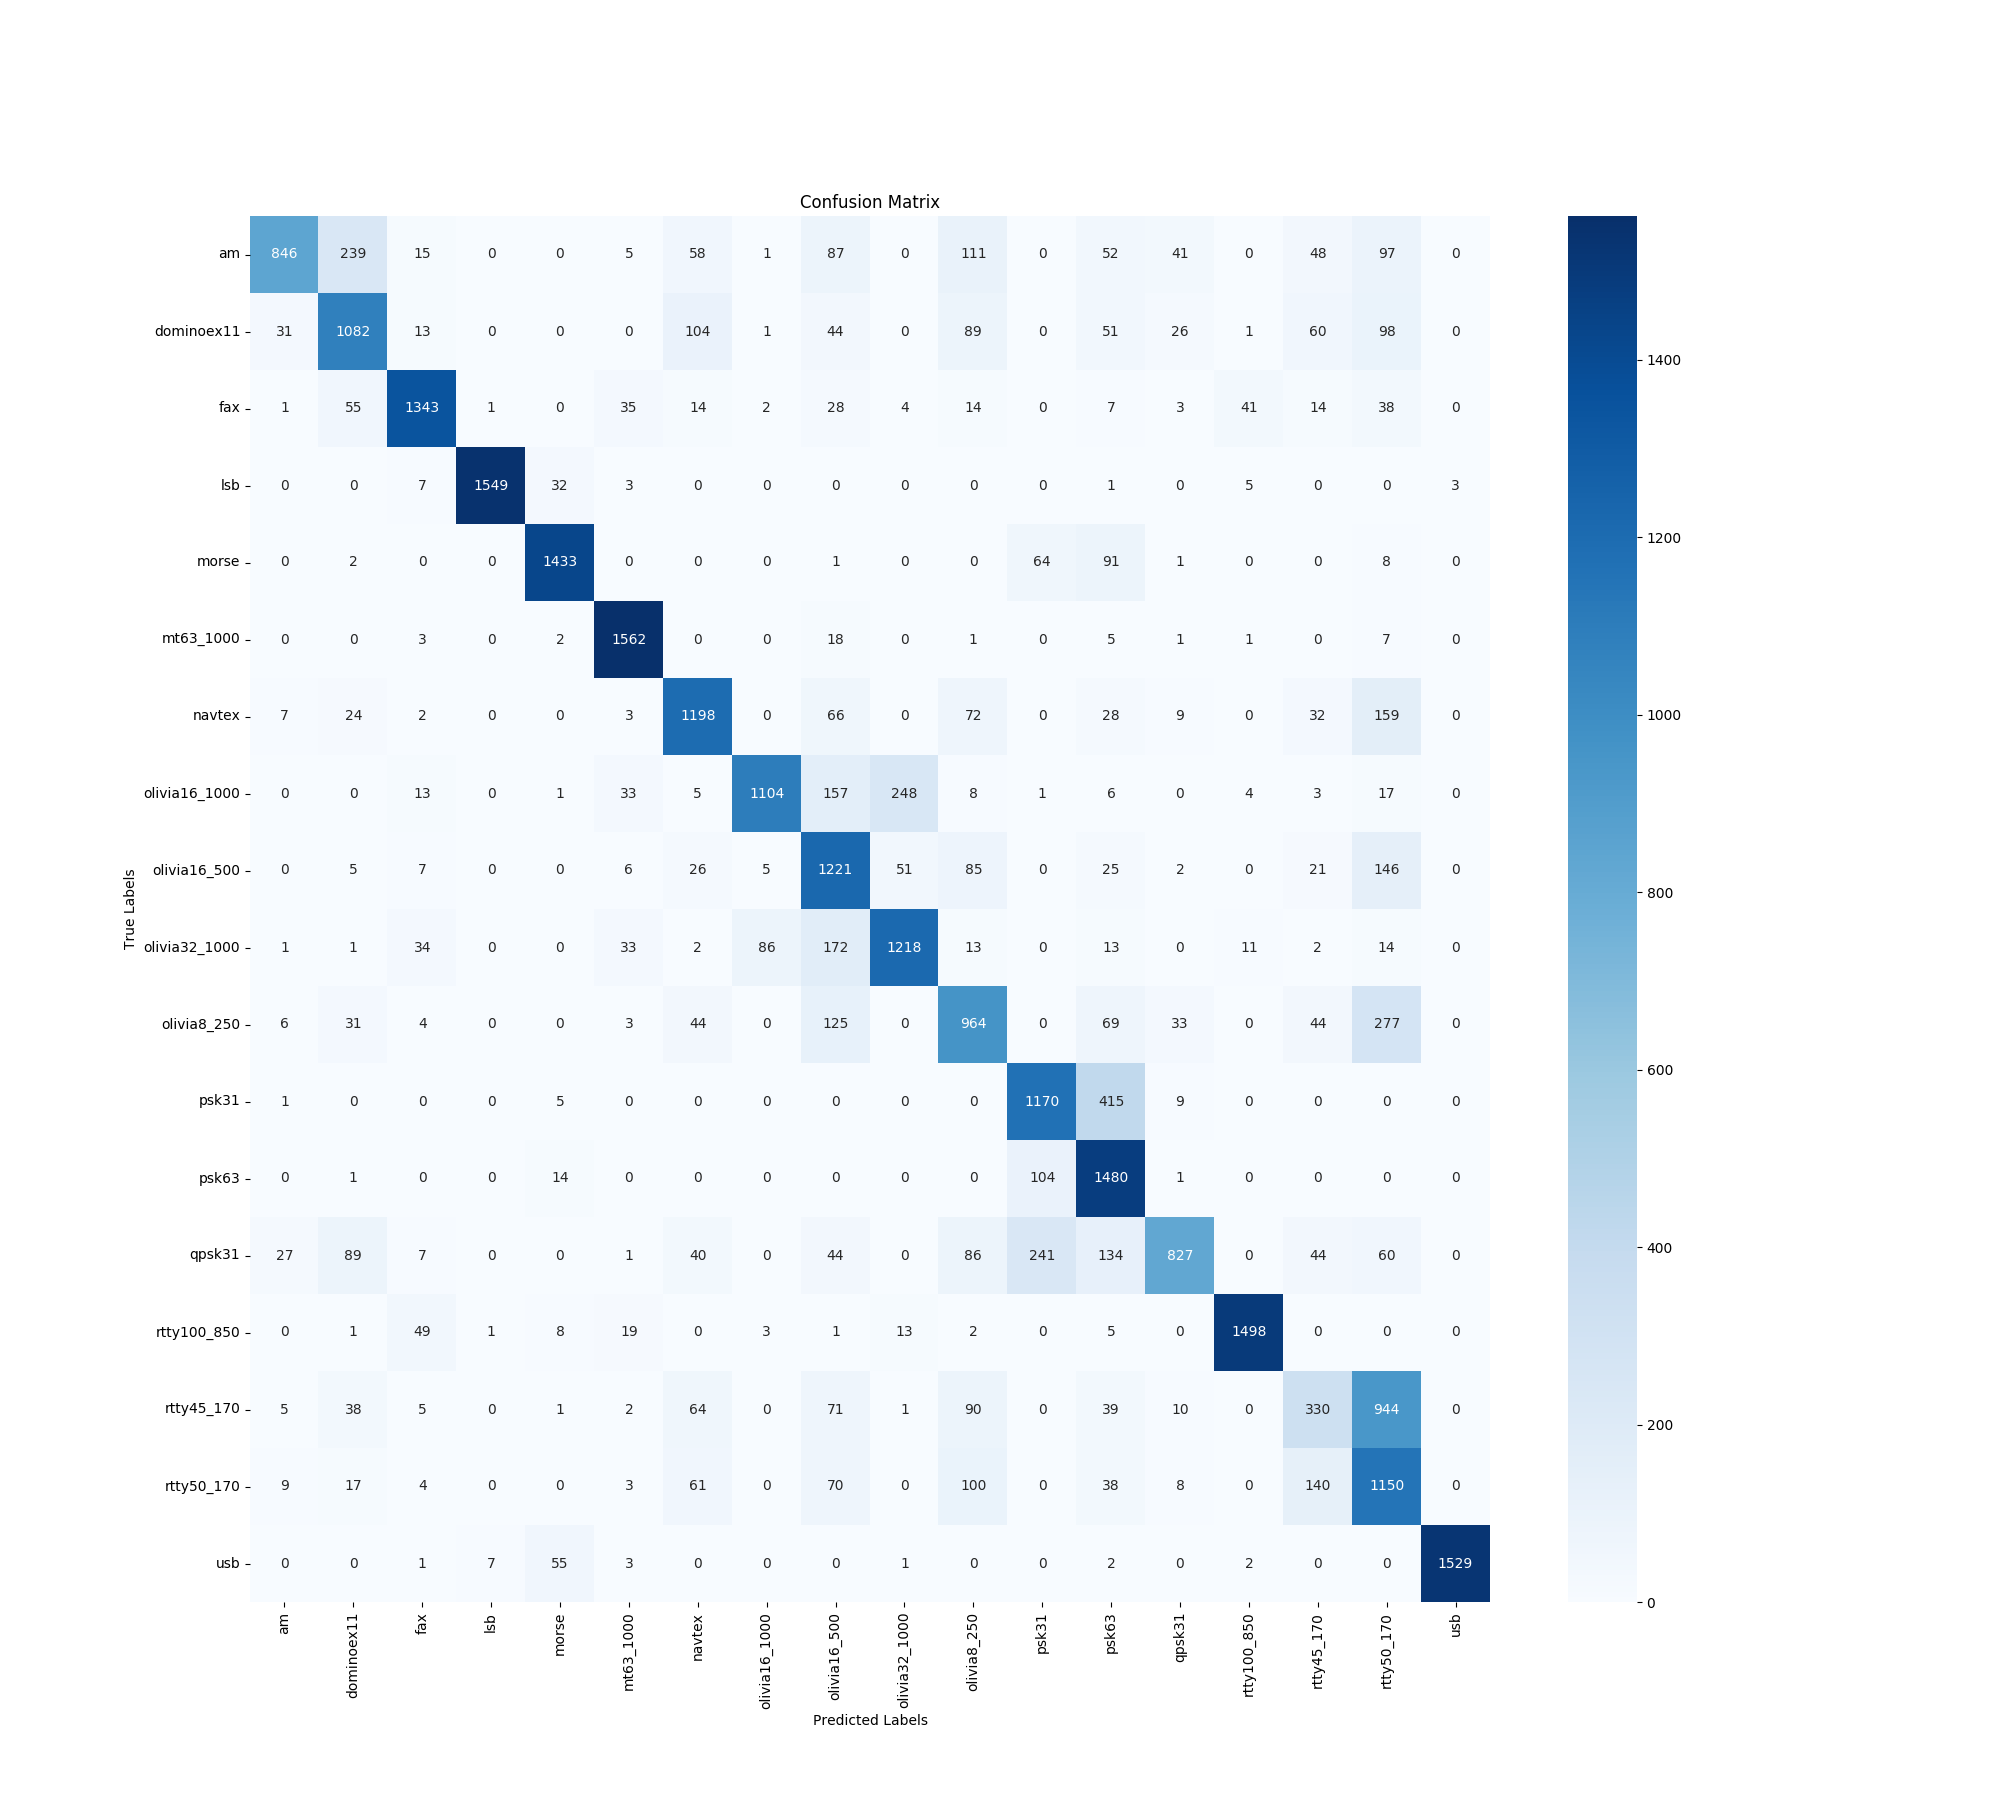 Confusion Matrix
am 846 239 15 0 0 5 58 1 87 0 111 0 52 41 0 48 97 0
dominoex11 31 1082 13 0 0 0 104 1 44 0 89 0 51 26 1 60 98 0
fax 1 55 1343 1 0 35 14 2 28 4 14 0 7 3 41 14 38 0
lsb 0 0 7 1549 32 3 0 0 0 0 0 0 1 0 5 0 0 3
morse 0 2 0 0 1433 0 0 0 1 0 0 64 91 1 0 0 8 0
mt63_1000 0 0 3 0 2 1562 0 0 18 0 1 0 5 1 1 0 7 0
navtex 7 24 2 0 0 3 1198 0 66 0 72 0 28 9 0 32 159 0
olivia16_1000 0 0 13 0 1 33 5 1104 157 248 8 1 6 0 4 3 17 0
olivia16_500 0 5 7 0 0 6 26 5 1221 51 85 0 25 2 0 21 146 0
olivia32_1000 1 1 34 0 0 33 2 86 172 1218 13 0 13 0 11 2 14 0
olivia8_250 6 31 4 0 0 3 44 0 125 0 964 0 69 33 0 44 277 0
psk31 1 0 0 0 5 0 0 0 0 0 0 1170 415 9 0 0 0 0
psk63 0 1 0 0 14 0 0 0 0 0 0 104 1480 1 0 0 0 0
qpsk31 27 89 7 0 0 1 40 0 44 0 86 241 134 827 0 44 60 0
rtty100_850 0 1 49 1 8 19 0 3 1 13 2 0 5 0 1498 0 0 0
rtty45_170 5 38 5 0 1 2 64 0 71 1 90 0 39 10 0 330 944 0
rtty50_170 9 17 4 0 0 3 61 0 70 0 100 0 38 8 0 140 1150 0
usb 0 0 1 7 55 3 0 0 0 1 0 0 2 0 2 0 0 1529
am dominoex11 fax lsb morse mt63_1000 navtex olivia16_1000 olivia16_500 olivia32_1000 olivia8_250 psk31 psk63 qpsk31 rtty100_850 rtty45_170 rtty50_170 usb
Predicted Labels
True Labels
1400
1200
1000
800
600
400
200
0